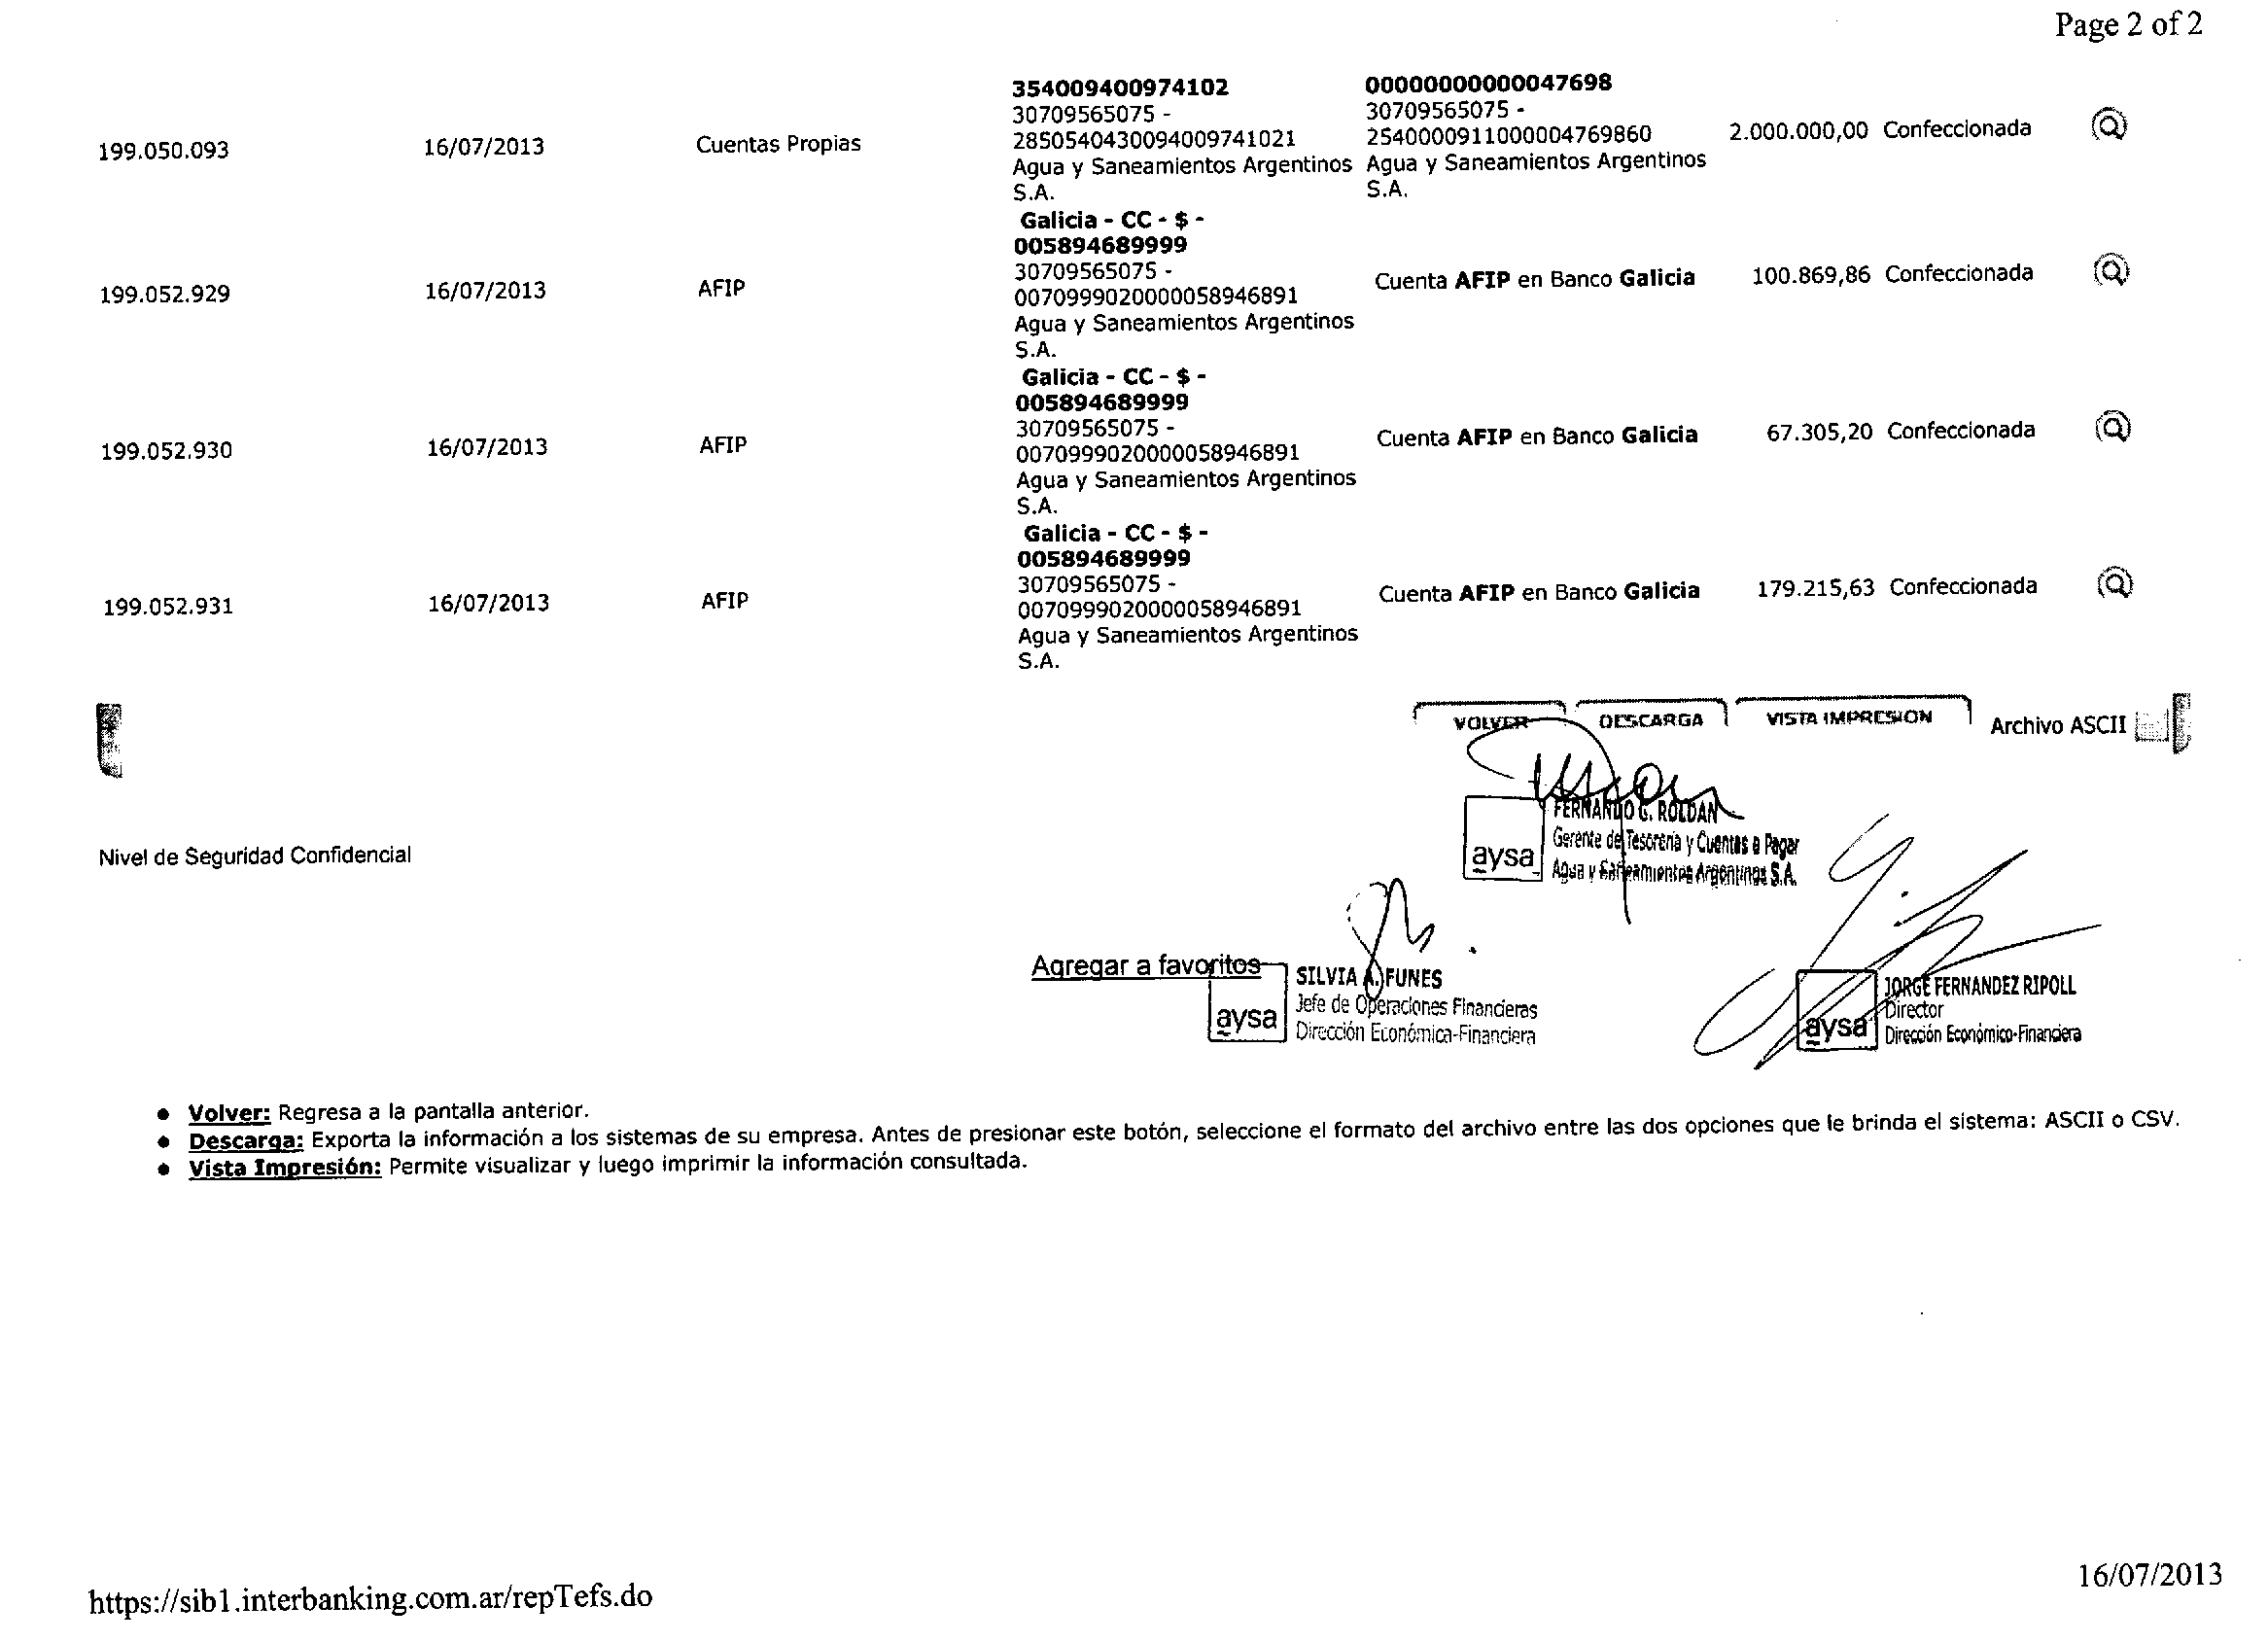 Page 2 of 2
354009400974102 00000000000047698
30709565075 - 30709565075 -
199.050.093 16/07/2013 Cuentas Propias 2850540430094009741021 2540000911000004769860 2.000.000,00 Confeccionada
Agua y Saneamientos Argentinos Agua y Saneamientos Argentinos
S.A. S.A.
Galicia - CC - $ -
005894689999
30709565075 -
199.052.929 16/07/2013 AFIP 0070999020000058946891 Cuenta AFIP en Banco Galicia 100.869,86 Confeccionada
Agua y Saneamientos Argentinos
S.A.
Galicia - CC - $ -
005894689999
30709565075 -
199.052.930 16/07/2013 AFIP 0070999020000058946891 Cuenta AFIP en Banco Galicia 67.305,20 Confeccionada
Agua y Saneamientos Argentinos
S.A.
Galicia - CC - $ -
005894689999
30709565075 -
199.052.931 16/07/2013 AFIP 0070999020000058946891 Cuenta AFIP en Banco Galicia 179.215,63 Confeccionada
Agua y Saneamientos Argentinos
S.A.
VOLVER DESCARGA VISTA IMPRESION Archivo ASCII
FERNANDO G. ROLDAN
Gerente de Tesorería y Cuentas a Pagar
aysa Agua y Saneamientos Argentinos S.A.
Nivel de Seguridad Confidencial
Agregar a favoritos
SILVIA A. FUNES
Jefe de Operaciones Financieras
aysa Dirección Económica-Financiera
JORGE FERNANDEZ RIPOLL
Director
aysa Dirección Económico-Financiera
• Volver: Regresa a la pantalla anterior.
• Descarga: Exporta la información a los sistemas de su empresa. Antes de presionar este botón, seleccione el formato del archivo entre las dos opciones que le brinda el sistema: ASCII o CSV.
• Vista Impresión: Permite visualizar y luego imprimir la información consultada.
https://sib1.interbanking.com.ar/repTefs.do 16/07/2013